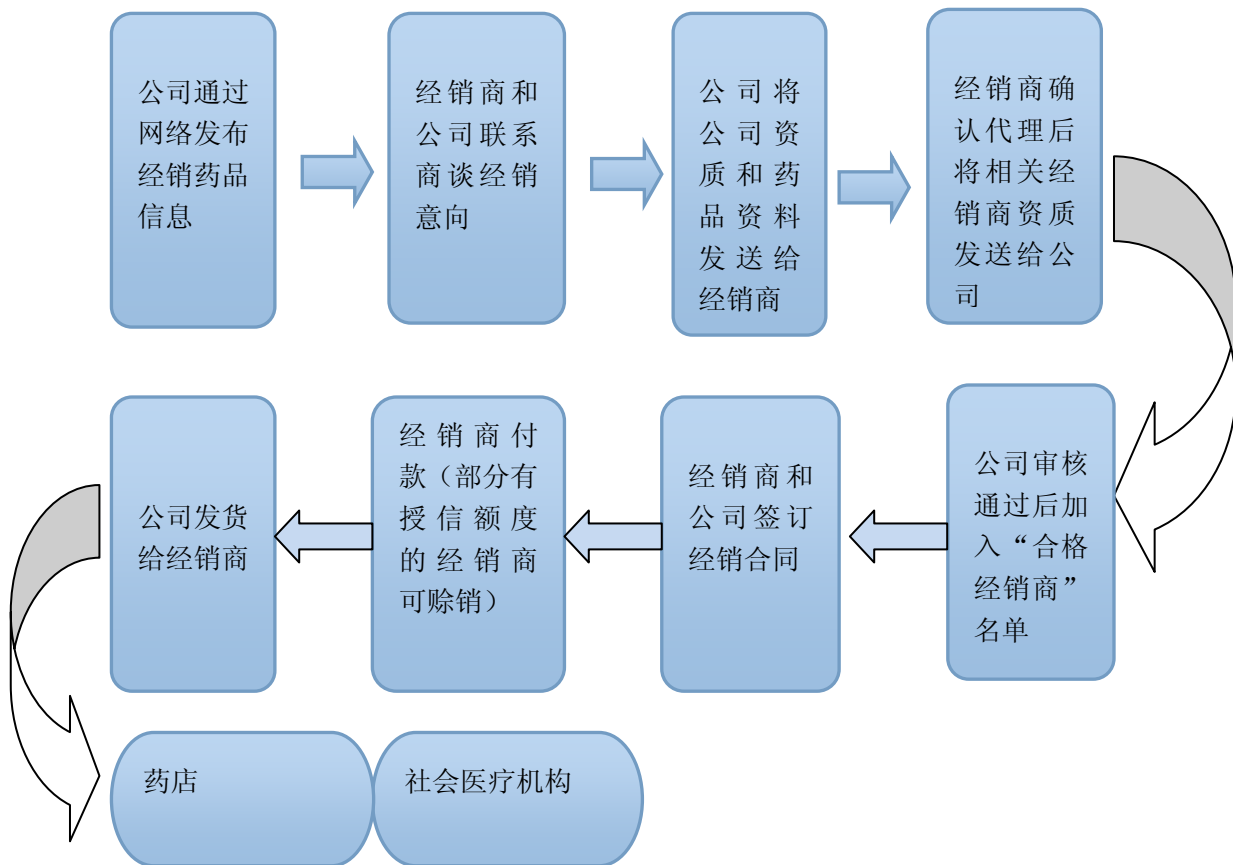 公司通过
网络发布
经销药品
信息
经销商和
公司联系
商谈经销
意向
公司将
公司资
质和药
品资料
发送给
经销商
经销商确
认代理后
将相关经
销商资质
发送给公
司
公司审核
通过后加
入“合格
经销商”
名单
经销商和
公司签订
经销合同
经销商付
款（部分有
授信额度
的经销商
可赊销）
公司发货
给经销商
药店
社会医疗机构